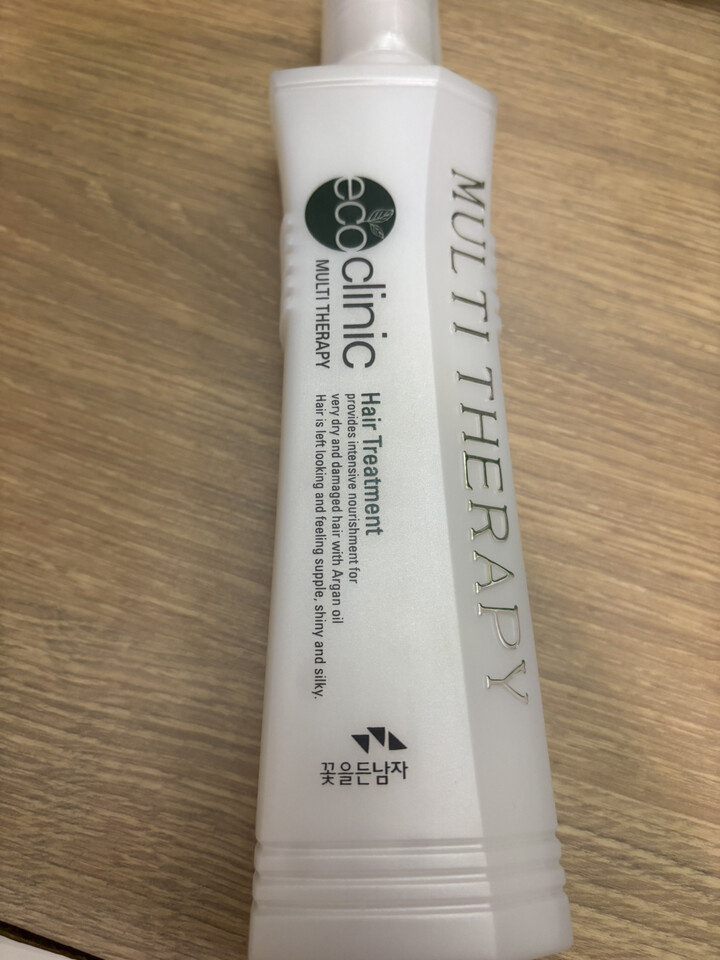 eco clinic
MULTI THERAPY
Hair Treatment
provides intensive nourishment for
very dry and damaged hair with Argan oil
Hair is left looking and feeling supple, shiny and silky.
꽃을든남자
MULTI THERAPY